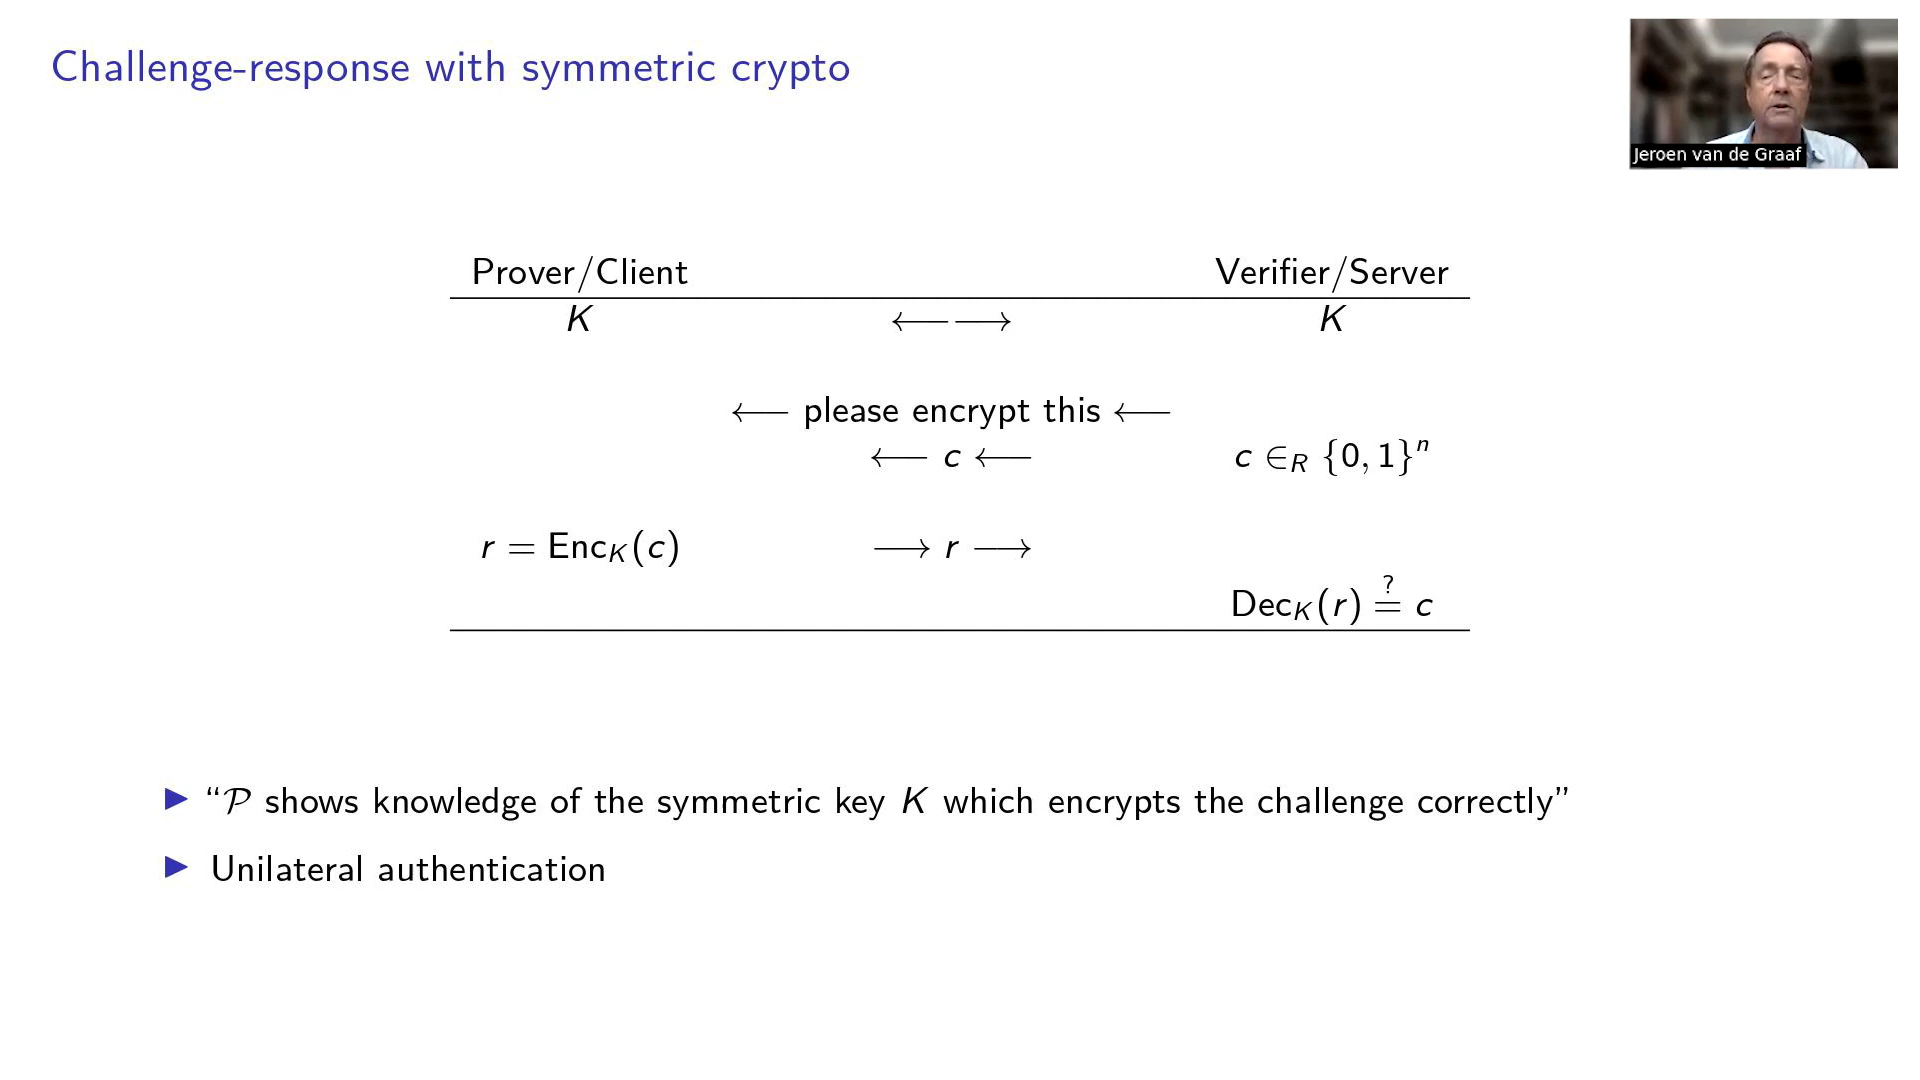 Challenge-response with symmetric crypto
Jeroen van de Graaf
Prover/Client Verifier/Server
K ⟵⟶ K
⟵ please encrypt this ⟵
⟵ c ⟵ c ∈_R {0, 1}^n
r = Enc_K(c) ⟶ r ⟶
Dec_K(r) ≟ c
▶ “𝒫 shows knowledge of the symmetric key K which encrypts the challenge correctly”
▶ Unilateral authentication